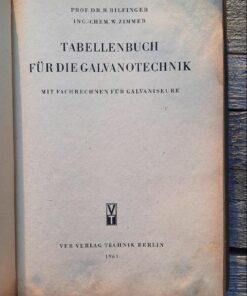 PROF. DR. R. BILFINGER
ING.-CHEM. W. ZIMMER
TABELLENBUCH
FÜR DIE GALVANOTECHNIK
MIT FACHRECHNEN FÜR GALVANISEURE
VT
VEB VERLAG TECHNIK BERLIN
1961